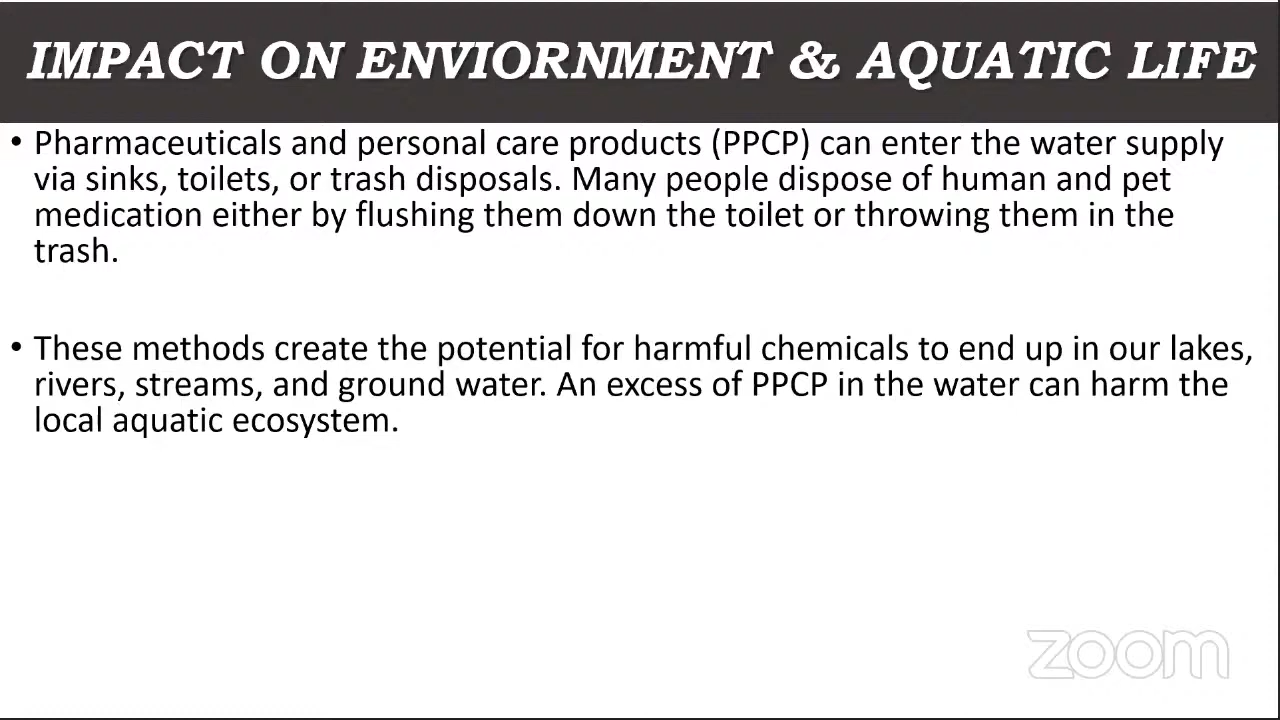 IMPACT ON ENVIORNMENT & AQUATIC LIFE
• Pharmaceuticals and personal care products (PPCP) can enter the water supply
via sinks, toilets, or trash disposals. Many people dispose of human and pet
medication either by flushing them down the toilet or throwing them in the
trash.
• These methods create the potential for harmful chemicals to end up in our lakes,
rivers, streams, and ground water. An excess of PPCP in the water can harm the
local aquatic ecosystem.
zoom